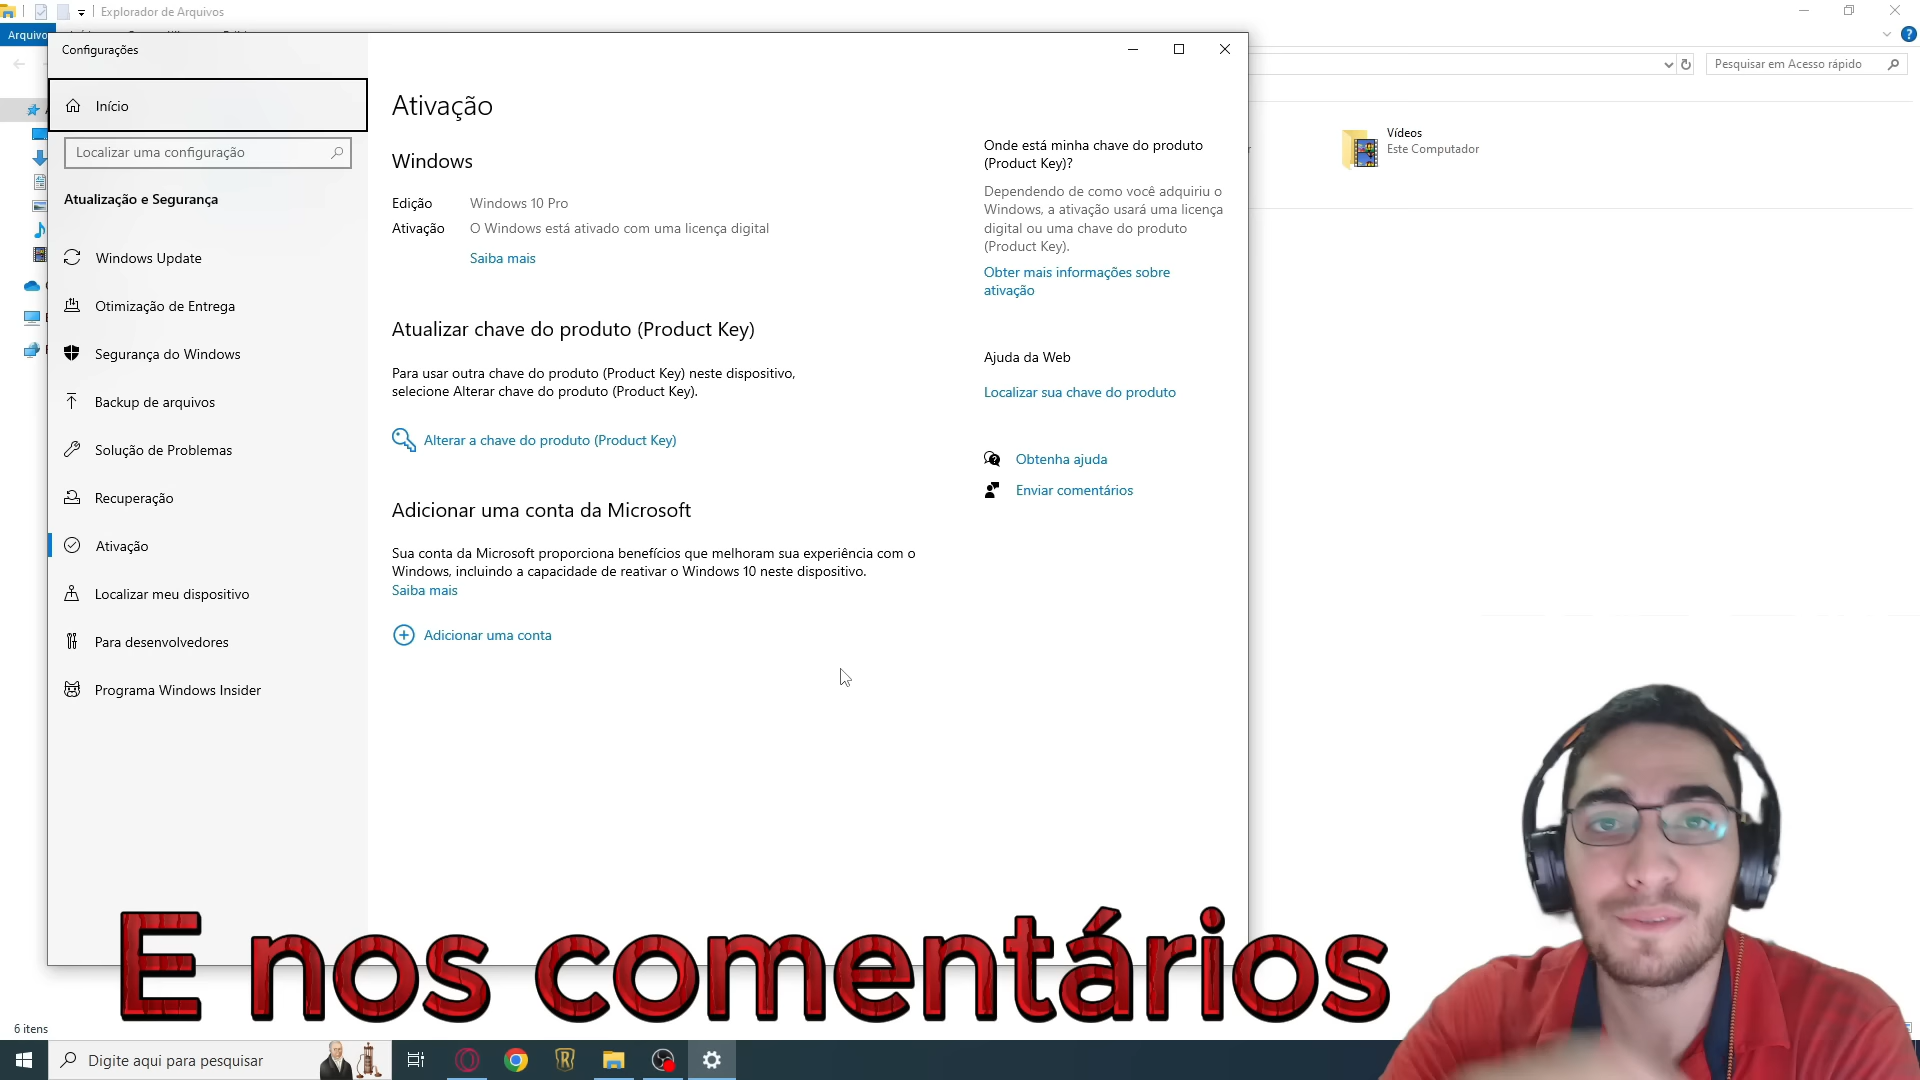 Explorador de Arquivos
Arquivo
Configurações
Pesquisar em Acesso rápido
Início
Localizar uma configuração
Atualização e Segurança
Windows Update
Otimização de Entrega
Segurança do Windows
Backup de arquivos
Solução de Problemas
Recuperação
Ativação
Localizar meu dispositivo
Para desenvolvedores
Programa Windows Insider
Ativação
Windows
Edição Windows 10 Pro
Ativação O Windows está ativado com uma licença digital
Saiba mais
Atualizar chave do produto (Product Key)
Para usar outra chave do produto (Product Key) neste dispositivo,
selecione Alterar chave do produto (Product Key).
Alterar a chave do produto (Product Key)
Adicionar uma conta da Microsoft
Sua conta da Microsoft proporciona benefícios que melhoram sua experiência com o
Windows, incluindo a capacidade de reativar o Windows 10 neste dispositivo.
Saiba mais
Adicionar uma conta
Onde está minha chave do produto
(Product Key)?
Dependendo de como você adquiriu o
Windows, a ativação usará uma licença
digital ou uma chave do produto
(Product Key).
Obter mais informações sobre
ativação
Ajuda da Web
Localizar sua chave do produto
Obtenha ajuda
Enviar comentários
Vídeos
Este Computador
E nos comentários
6 itens
Digite aqui para pesquisar